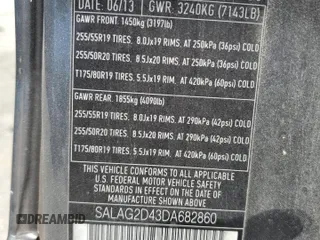 DATE: 06/13 GWR: 3240KG (7143LB)
GAWR FRONT: 1450kg (3197lb)
255/55R19 TIRES. 8.0Jx19 RIMS. AT 250kPa (36psi) COLD
255/50R20 TIRES. 8.5Jx20 RIMS. AT 250kPa (36psi) COLD
T175/80R19 TIRES. 5.5Jx19 RIM. AT 420kPa (60psi) COLD
GAWR REAR: 1855kg (4090lb)
255/55R19 TIRES. 8.0Jx19 RIMS. AT 290kPa (42psi) COLD
255/50R20 TIRES. 8.5Jx20 RIMS. AT 290kPa (42psi) COLD
T175/80R19 TIRES. 5.5Jx19 RIM. AT 420kPa (60psi) COLD
THIS VEHICLE CONFORMS TO ALL APPLICABLE
U.S. FEDERAL MOTOR VEHICLE SAFETY AND
THEFT PREVENTION STANDARDS IN EFFECT ON
THE DATE OF MANUFACTURE SHOWN ABOVE
SALAG2D43DA682860